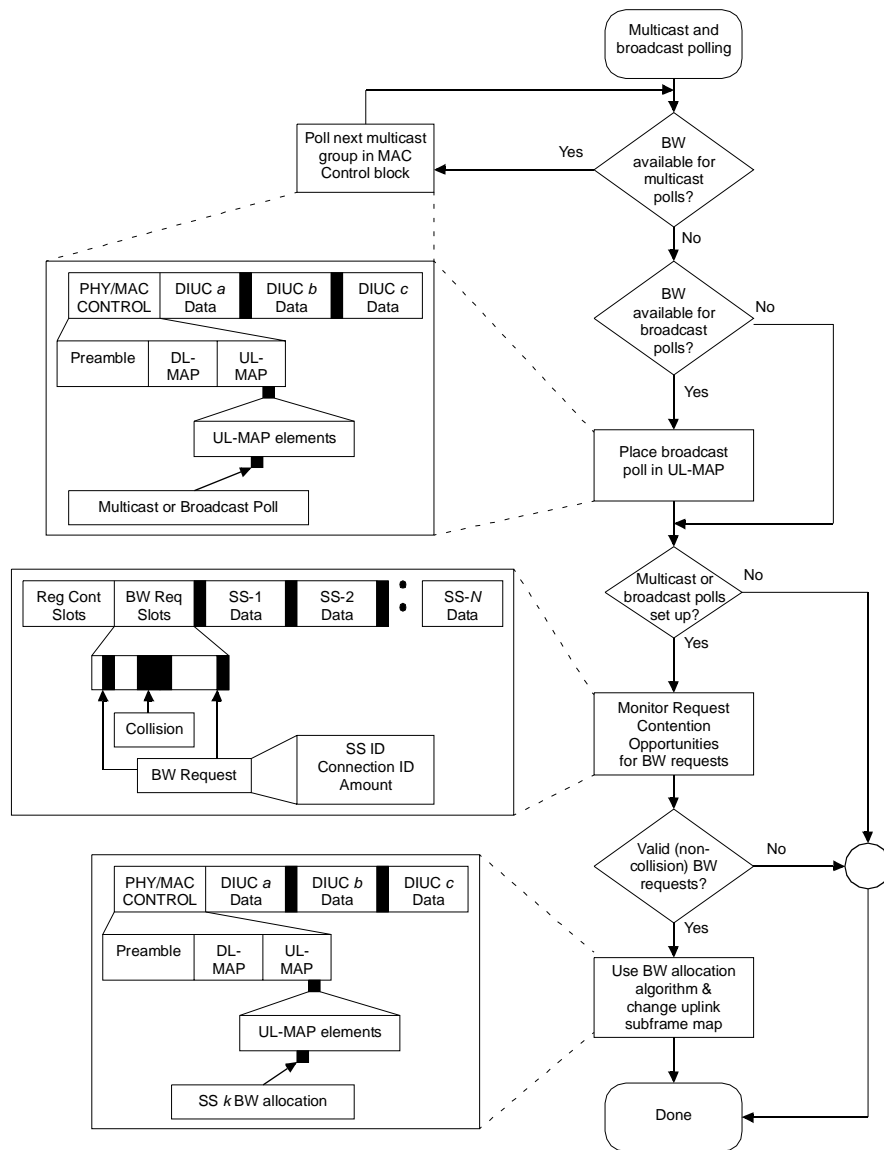 Multicast and
broadcast polling
Poll next multicast
group in MAC
Control block
Yes
BW
available for
multicast
polls?
No
PHY/MAC
CONTROL
DIUC a
Data
DIUC b
Data
DIUC c
Data
BW
available for
broadcast
polls?
No
Preamble
DL-
MAP
UL-
MAP
Yes
UL-MAP elements
Place broadcast
poll in UL-MAP
Multicast or Broadcast Poll
Reg Cont
Slots
BW Req
Slots
SS-1
Data
SS-2
Data
SS-N
Data
Multicast or
broadcast polls
set up?
No
Yes
Collision
BW Request
SS ID
Connection ID
Amount
Monitor Request
Contention
Opportunities
for BW requests
PHY/MAC
CONTROL
DIUC a
Data
DIUC b
Data
DIUC c
Data
Valid (non-
collision) BW
requests?
No
Yes
Preamble
DL-
MAP
UL-
MAP
UL-MAP elements
Use BW allocation
algorithm &
change uplink
subframe map
SS k BW allocation
Done